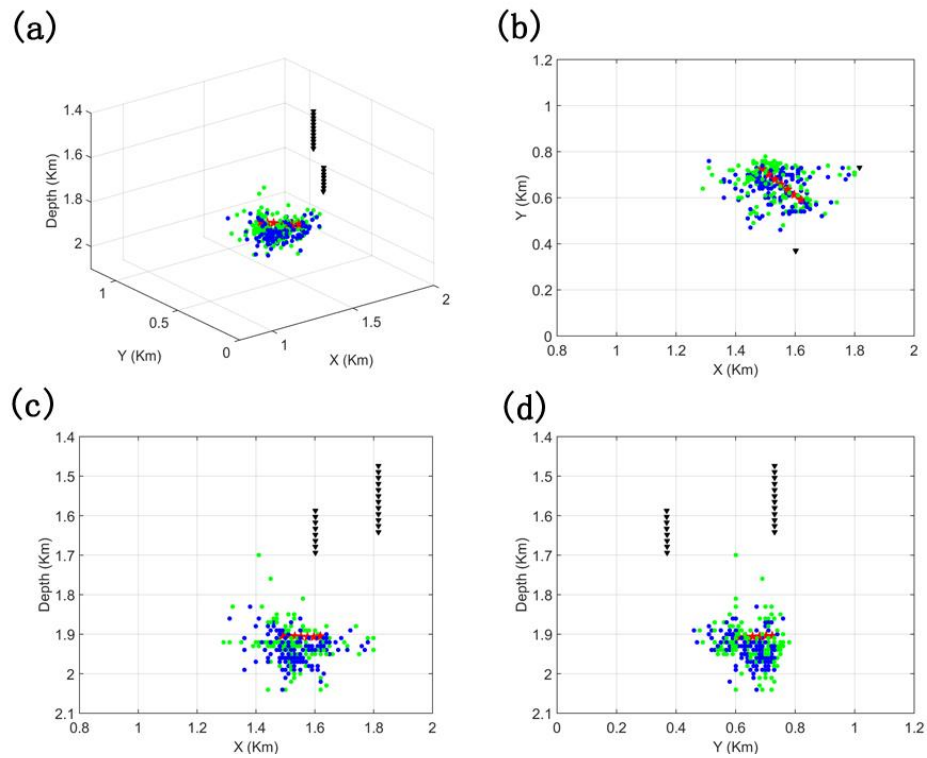 (a)
1.4
1.6
1.8
2
Depth (Km)
1
0.5
0
Y (Km)
1
1.5
2
X (Km)
(b)
1.2
1
0.8
0.6
0.4
0.2
0
Y (Km)
0.8 1 1.2 1.4 1.6 1.8 2
X (Km)
(c)
1.4
1.5
1.6
1.7
1.8
1.9
2
2.1
Depth (Km)
0.8 1 1.2 1.4 1.6 1.8 2
X (Km)
(d)
1.4
1.5
1.6
1.7
1.8
1.9
2
2.1
Depth (Km)
0 0.2 0.4 0.6 0.8 1 1.2
Y (Km)